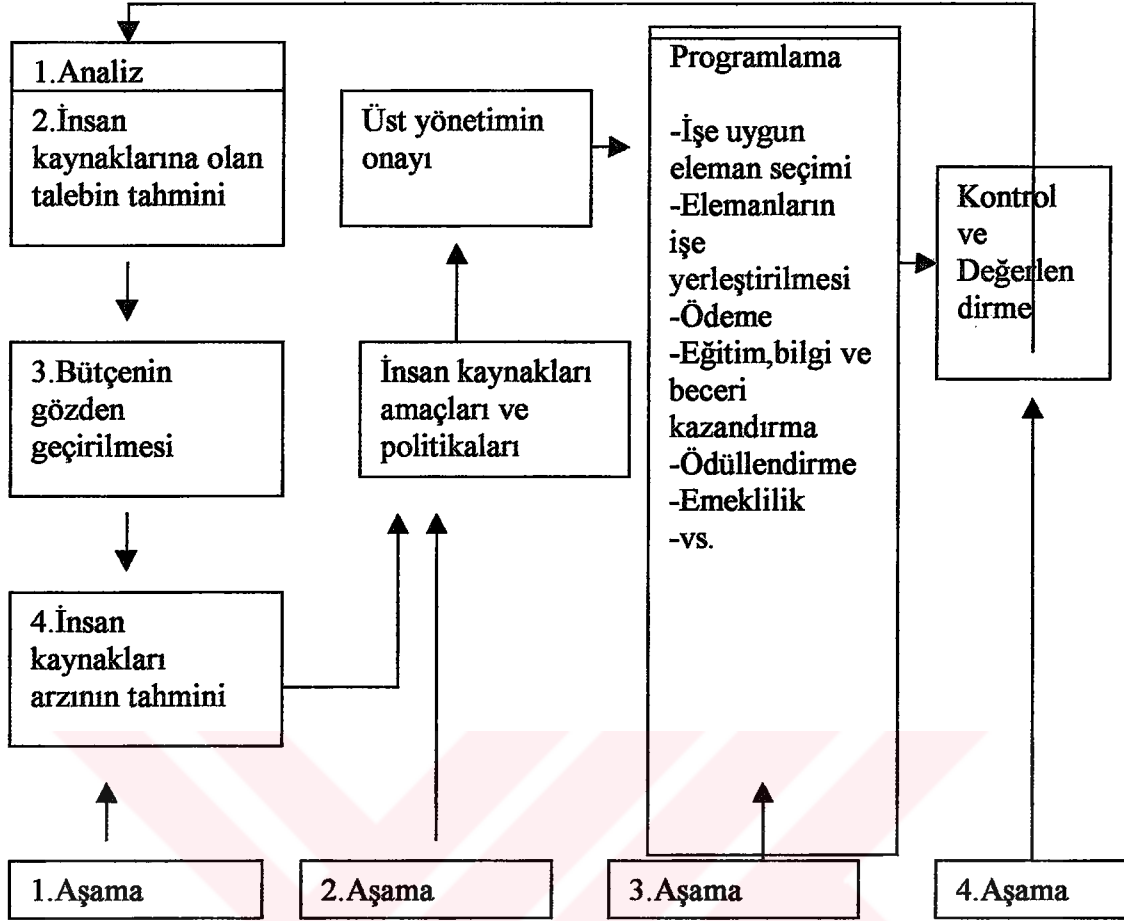 1.Analiz
2.İnsan
kaynaklarına olan
talebin tahmini
3.Bütçenin
gözden
geçirilmesi
4.İnsan
kaynakları
arzının tahmini
Üst yönetimin
onayı
İnsan kaynakları
amaçları ve
politikaları
Programlama
-İşe uygun
eleman seçimi
-Elemanların
işe
yerleştirilmesi
-Ödeme
-Eğitim,bilgi ve
beceri
kazandırma
-Ödüllendirme
-Emeklilik
-vs.
Kontrol
ve
Değerlen
dirme
1.Aşama
2.Aşama
3.Aşama
4.Aşama